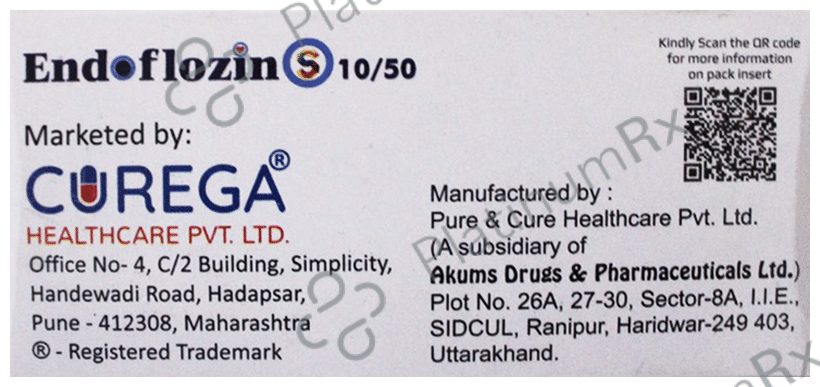 Endoflozin S 10/50
Kindly Scan the QR code
for more information
on pack insert
Marketed by:
CUREGA®
HEALTHCARE PVT. LTD.
Office No- 4, C/2 Building, Simplicity,
Handewadi Road, Hadapsar,
Pune - 412308, Maharashtra
® - Registered Trademark
Manufactured by :
Pure & Cure Healthcare Pvt. Ltd.
(A subsidiary of
Akums Drugs & Pharmaceuticals Ltd.)
Plot No. 26A, 27-30, Sector-8A, I.I.E.,
SIDCUL, Ranipur, Haridwar-249 403,
Uttarakhand.
PlatinumRx
PlatinumRx
PlatinumRx